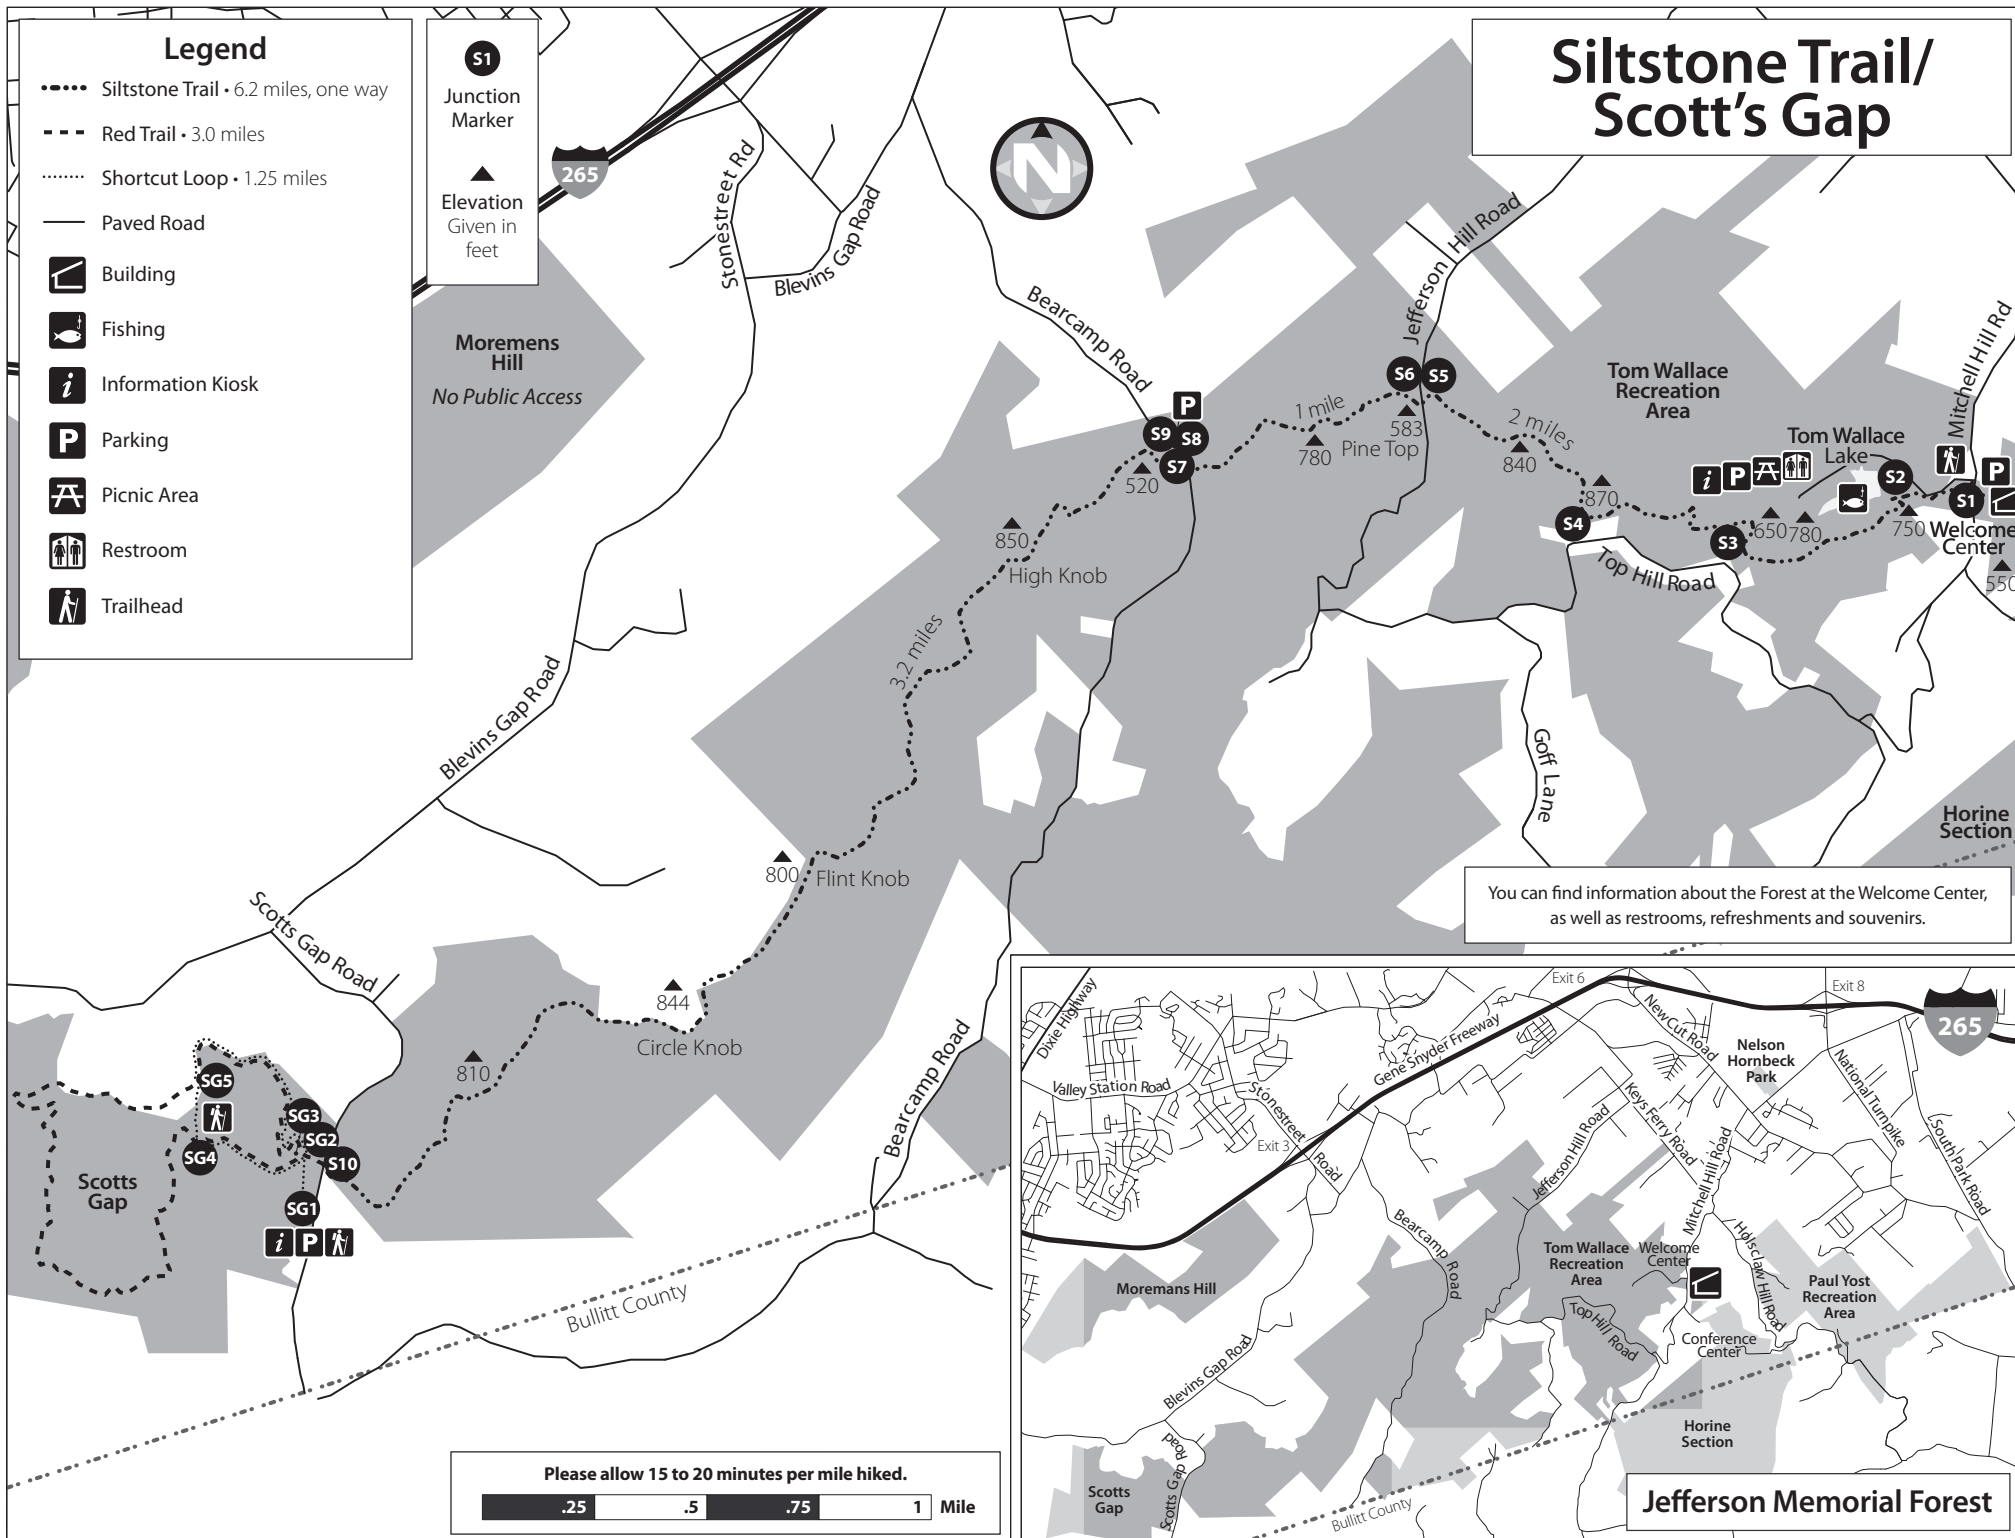 Siltstone Trail/
Scott's Gap
Legend
Siltstone Trail • 6.2 miles, one way
Red Trail • 3.0 miles
Shortcut Loop • 1.25 miles
Paved Road
Building
Fishing
i
Information Kiosk
P
Parking
Picnic Area
Restroom
Trailhead
S1
Junction
Marker
Elevation
Given in
feet
265
N
Stonestreet Rd
Blevins Gap Road
Bearcamp Road
Jefferson Hill Road
Mitchell Hill Rd
Moremens
Hill
No Public Access
Tom Wallace
Recreation
Area
Tom Wallace
Lake
P
S9
S8
S7
520
1 mile
780
Pine Top
S6
S5
583
2 miles
840
870
S4
Top Hill Road
S3
i
P
650
780
S2
750
S1
P
Welcome
Center
550
850
High Knob
3.2 miles
Blevins Gap Road
Goff Lane
Horine
Section
800
Flint Knob
You can find information about the Forest at the Welcome Center,
as well as restrooms, refreshments and souvenirs.
Scotts Gap Road
844
Circle Knob
810
Bearcamp Road
SG5
SG3
SG2
SG4
S10
SG1
i
P
Scotts
Gap
Bullitt County
Please allow 15 to 20 minutes per mile hiked.
.25
.5
.75
1
Mile
Dixie Highway
Valley Station Road
Stonestreet
Road
Exit 3
Gene Snyder Freeway
Exit 6
Exit 8
265
New Cut Road
Nelson
Hornbeck
Park
National Turnpike
South Park Road
Keys Ferry Road
Jefferson Hill Road
Mitchell Hill Road
Holsclaw Hill Road
Bearcamp
Road
Tom Wallace
Recreation
Area
Welcome
Center
Paul Yost
Recreation
Area
Moremans Hill
Top Hill Road
Conference
Center
Blevins Gap Road
Horine
Section
Scotts Gap Road
Scotts
Gap
Bullitt County
Jefferson Memorial Forest